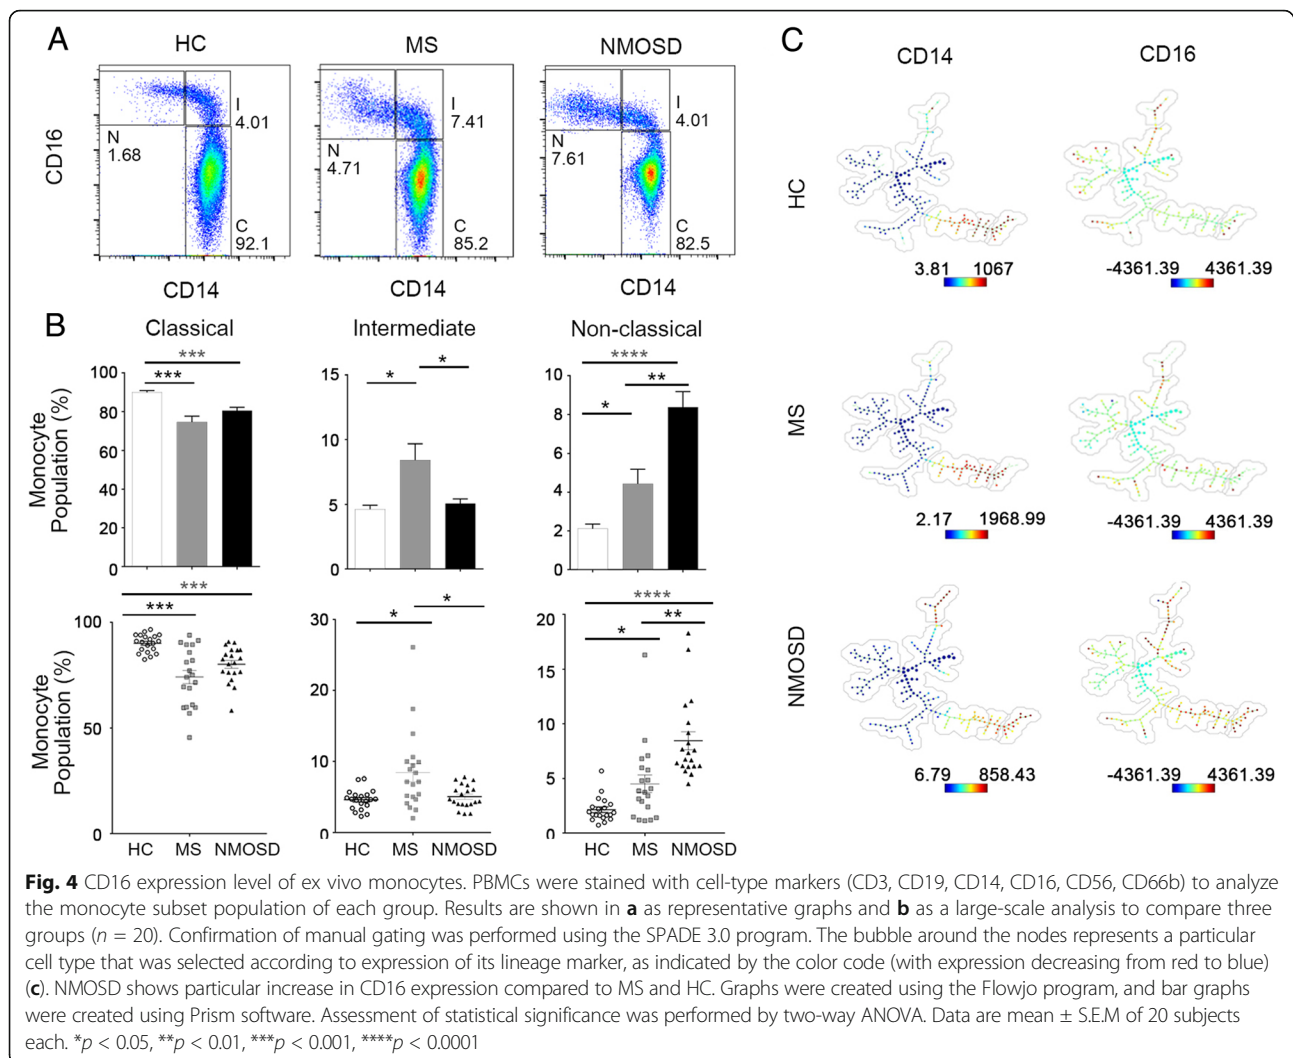 A
HC
MS
NMOSD
CD16
I
4.01
N
1.68
C
92.1
I
7.41
N
4.71
C
85.2
I
4.01
N
7.61
C
82.5
CD14
CD14
CD14
B
Classical
Intermediate
Non-classical
Monocyte
Population (%)
***
***
100
80
60
40
20
0
*
*
15
10
5
0
****
**
*
10
8
6
4
2
0
Monocyte
Population (%)
***
***
100
50
0
HC
MS
NMOSD
*
*
30
20
10
0
HC
MS
NMOSD
****
**
*
20
15
10
5
0
HC
MS
NMOSD
C
CD14
CD16
HC
3.81
1067
-4361.39
4361.39
MS
2.17
1968.99
-4361.39
4361.39
NMOSD
6.79
858.43
-4361.39
4361.39
Fig. 4 CD16 expression level of ex vivo monocytes. PBMCs were stained with cell-type markers (CD3, CD19, CD14, CD16, CD56, CD66b) to analyze
the monocyte subset population of each group. Results are shown in a as representative graphs and b as a large-scale analysis to compare three
groups (n = 20). Confirmation of manual gating was performed using the SPADE 3.0 program. The bubble around the nodes represents a particular
cell type that was selected according to expression of its lineage marker, as indicated by the color code (with expression decreasing from red to blue)
(c). NMOSD shows particular increase in CD16 expression compared to MS and HC. Graphs were created using the Flowjo program, and bar graphs
were created using Prism software. Assessment of statistical significance was performed by two-way ANOVA. Data are mean ± S.E.M of 20 subjects
each. *p < 0.05, **p < 0.01, ***p < 0.001, ****p < 0.0001